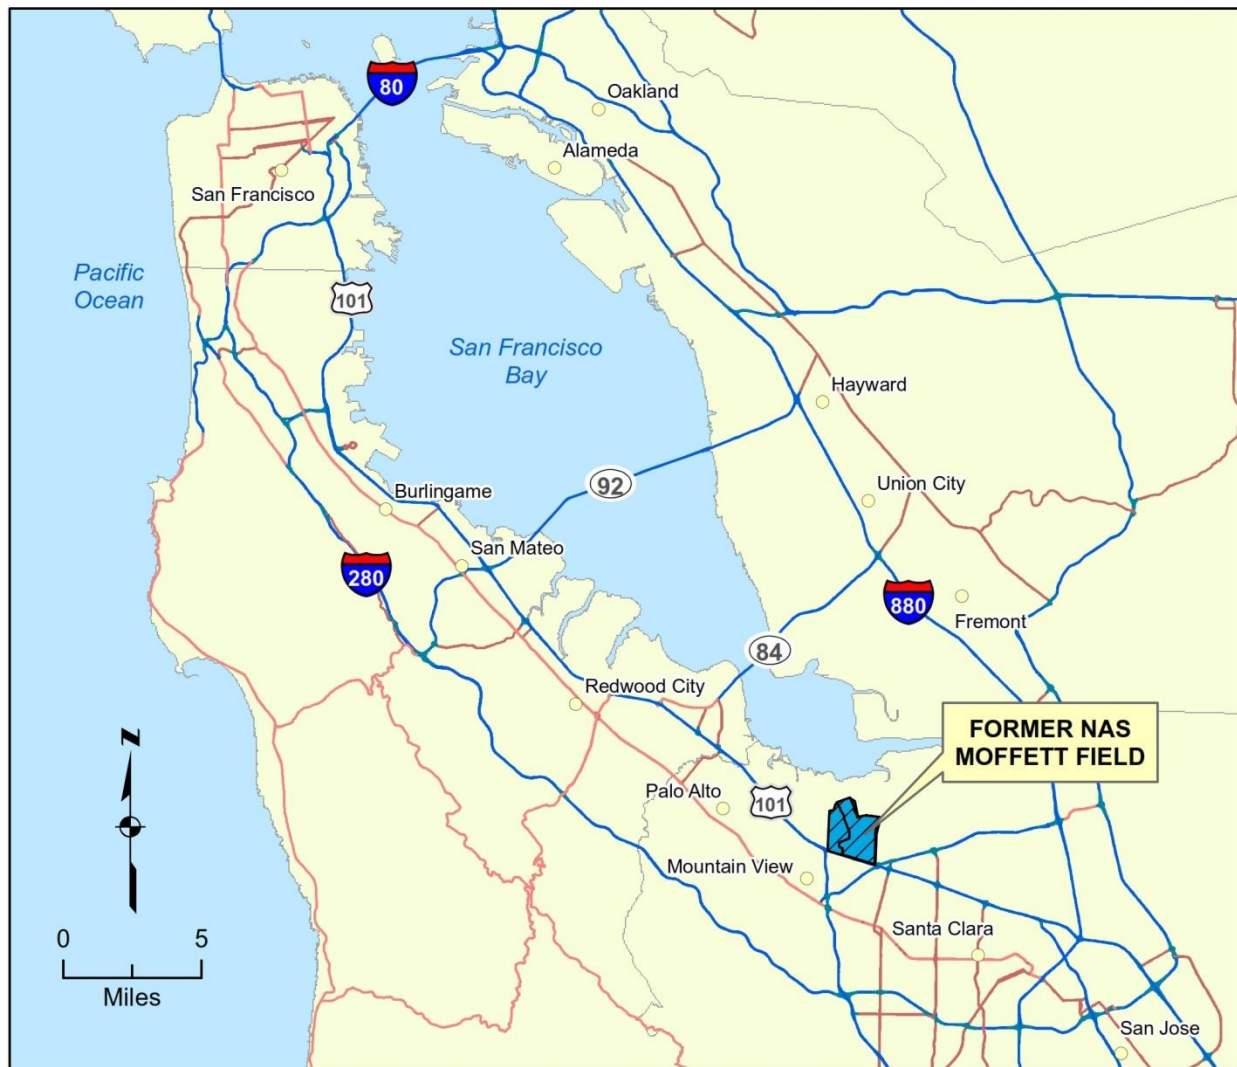 80
Oakland
Alameda
San Francisco
Pacific
Ocean
101
San Francisco
Bay
Hayward
92
Union City
Burlingame
San Mateo
280
880
Fremont
84
Redwood City
FORMER NAS
MOFFETT FIELD
N
Palo Alto
101
Mountain View
Santa Clara
0 5
Miles
San Jose